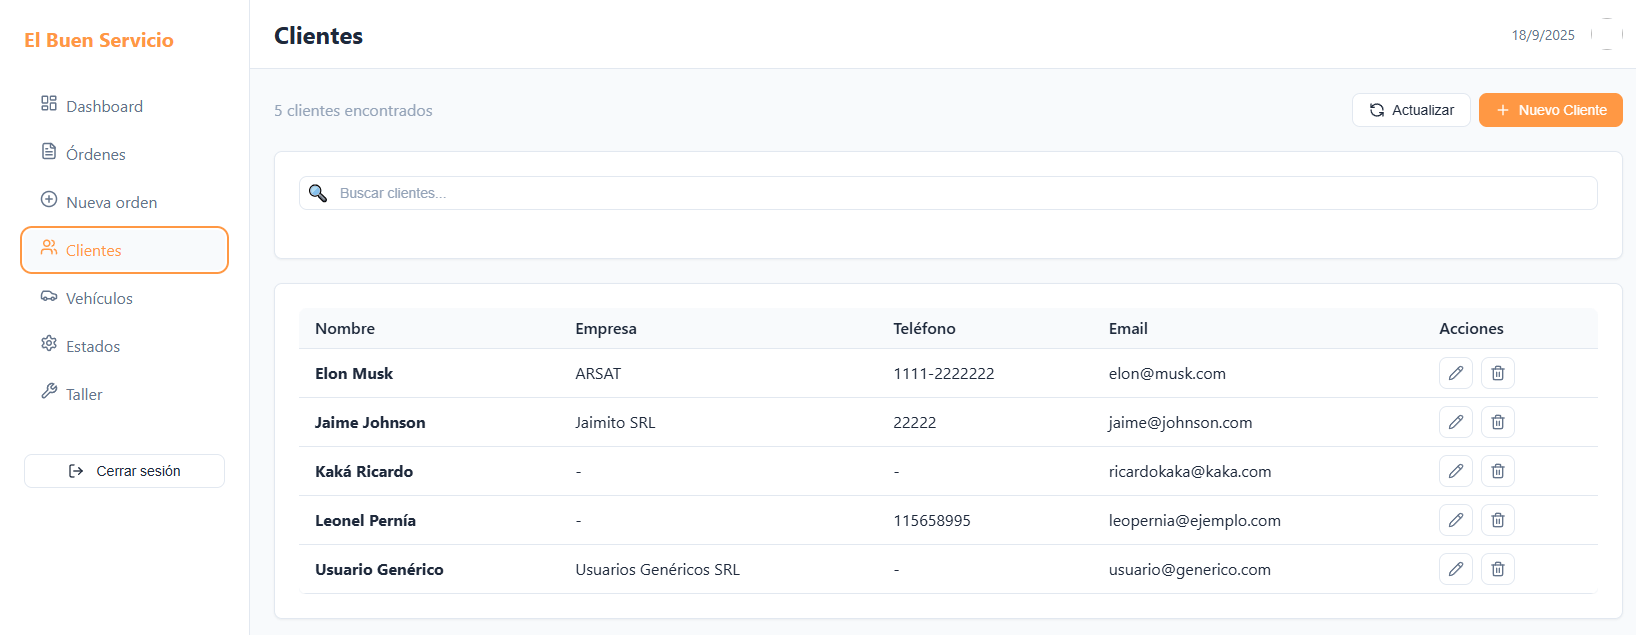 El Buen Servicio
Dashboard
Órdenes
Nueva orden
Clientes
Vehículos
Estados
Taller
Cerrar sesión
Clientes
18/9/2025
5 clientes encontrados
Actualizar
+ Nuevo Cliente
Buscar clientes...
Nombre Empresa Teléfono Email Acciones
Elon Musk ARSAT 1111-2222222 elon@musk.com
Jaime Johnson Jaimito SRL 22222 jaime@johnson.com
Kaká Ricardo - - ricardokaka@kaka.com
Leonel Pernía - 115658995 leopernia@ejemplo.com
Usuario Genérico Usuarios Genéricos SRL - usuario@generico.com